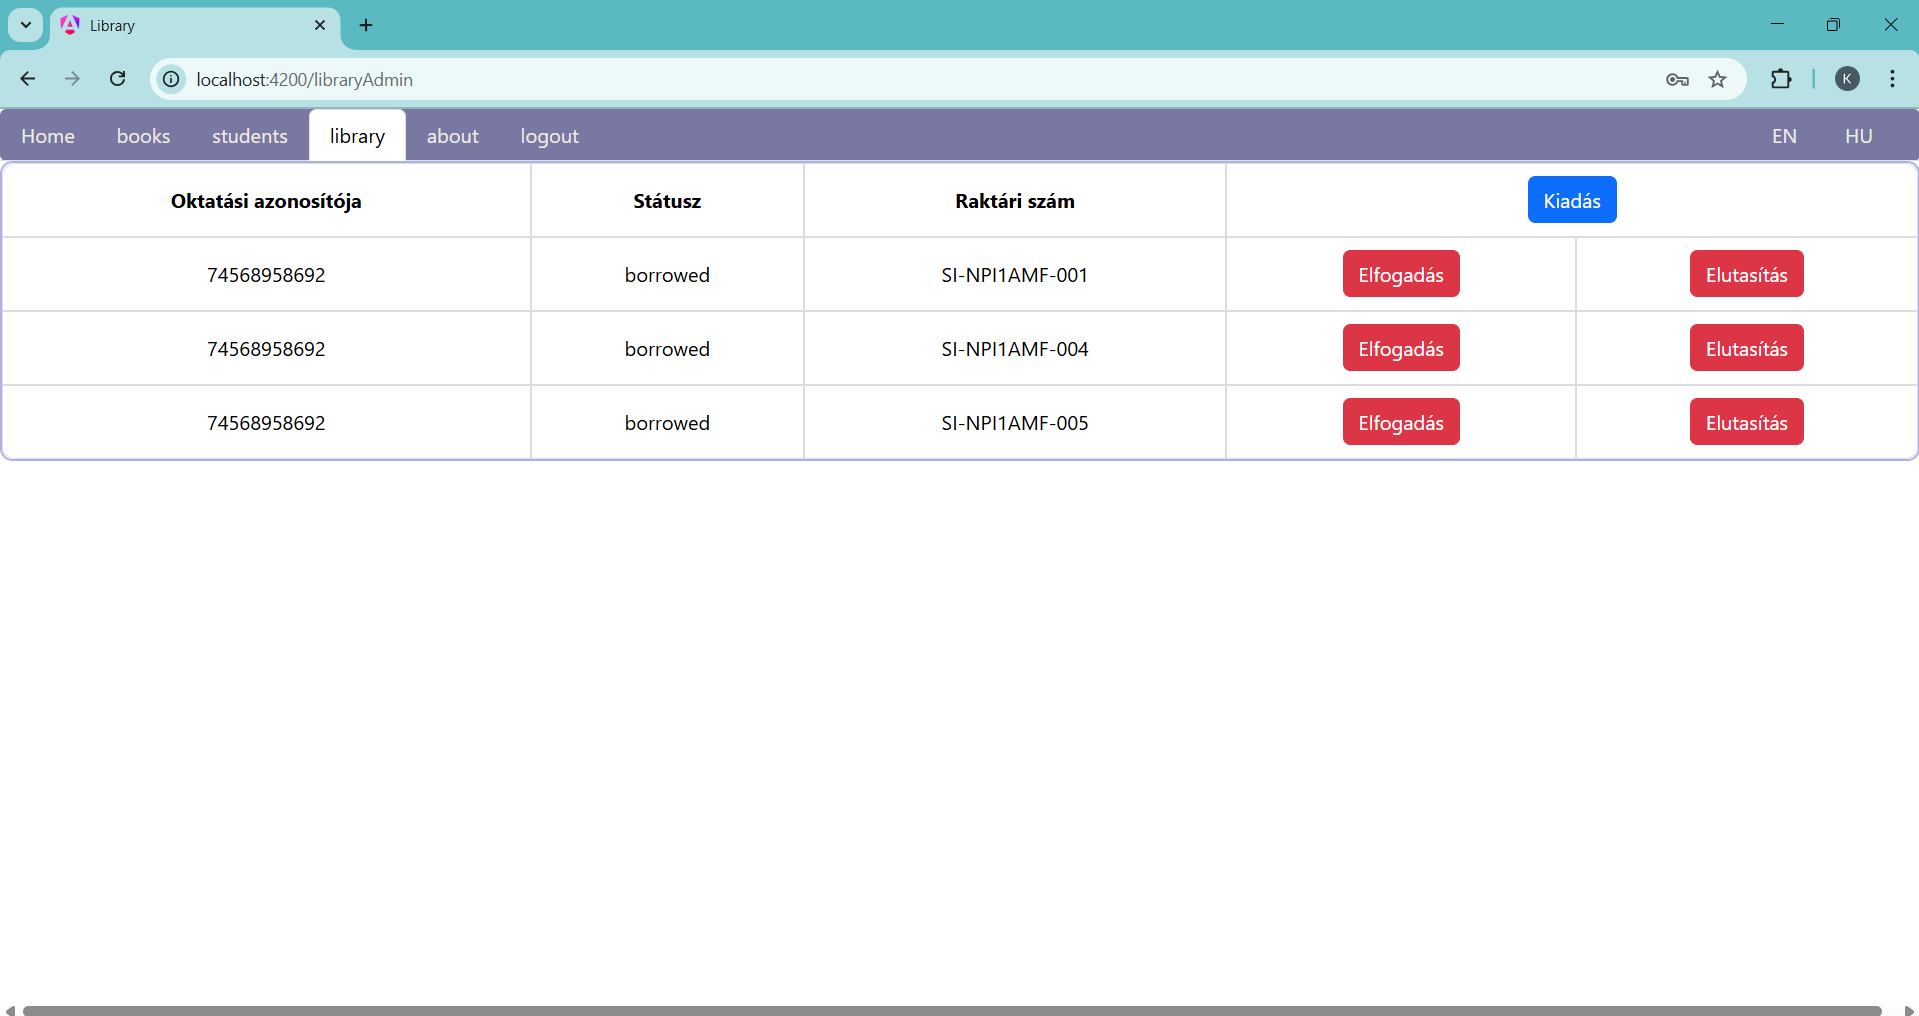 Library
localhost:4200/libraryAdmin
K
Home books students library about logout EN HU
Oktatási azonosítója Státusz Raktári szám Kiadás
74568958692 borrowed SI-NPI1AMF-001 Elfogadás Elutasítás
74568958692 borrowed SI-NPI1AMF-004 Elfogadás Elutasítás
74568958692 borrowed SI-NPI1AMF-005 Elfogadás Elutasítás